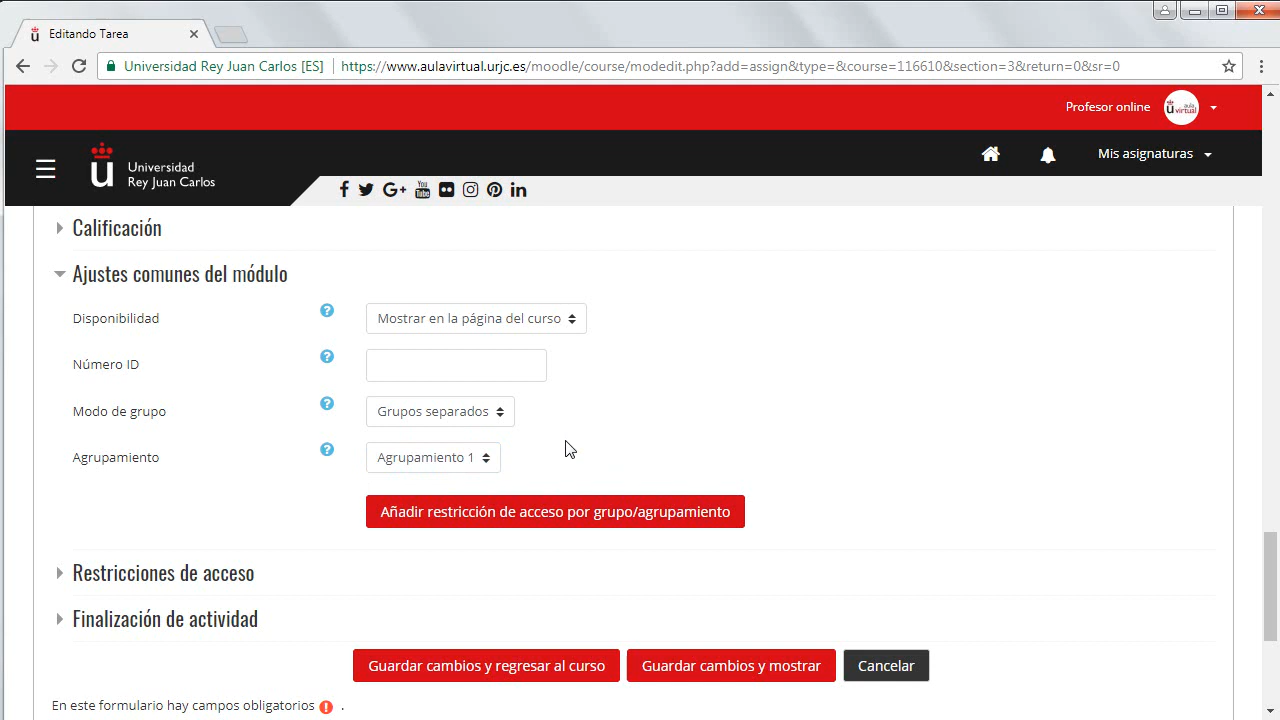 Editando Tarea
Universidad Rey Juan Carlos [ES]
https://www.aulavirtual.urjc.es/moodle/course/modedit.php?add=assign&type=&course=116610&section=3&return=0&sr=0
Profesor online
u aula virtual
Mis asignaturas
Universidad
Rey Juan Carlos
Calificación
Ajustes comunes del módulo
Disponibilidad ? Mostrar en la página del curso
Número ID ?
Modo de grupo ? Grupos separados
Agrupamiento ? Agrupamiento 1
Añadir restricción de acceso por grupo/agrupamiento
Restricciones de acceso
Finalización de actividad
Guardar cambios y regresar al curso Guardar cambios y mostrar Cancelar
En este formulario hay campos obligatorios ! .